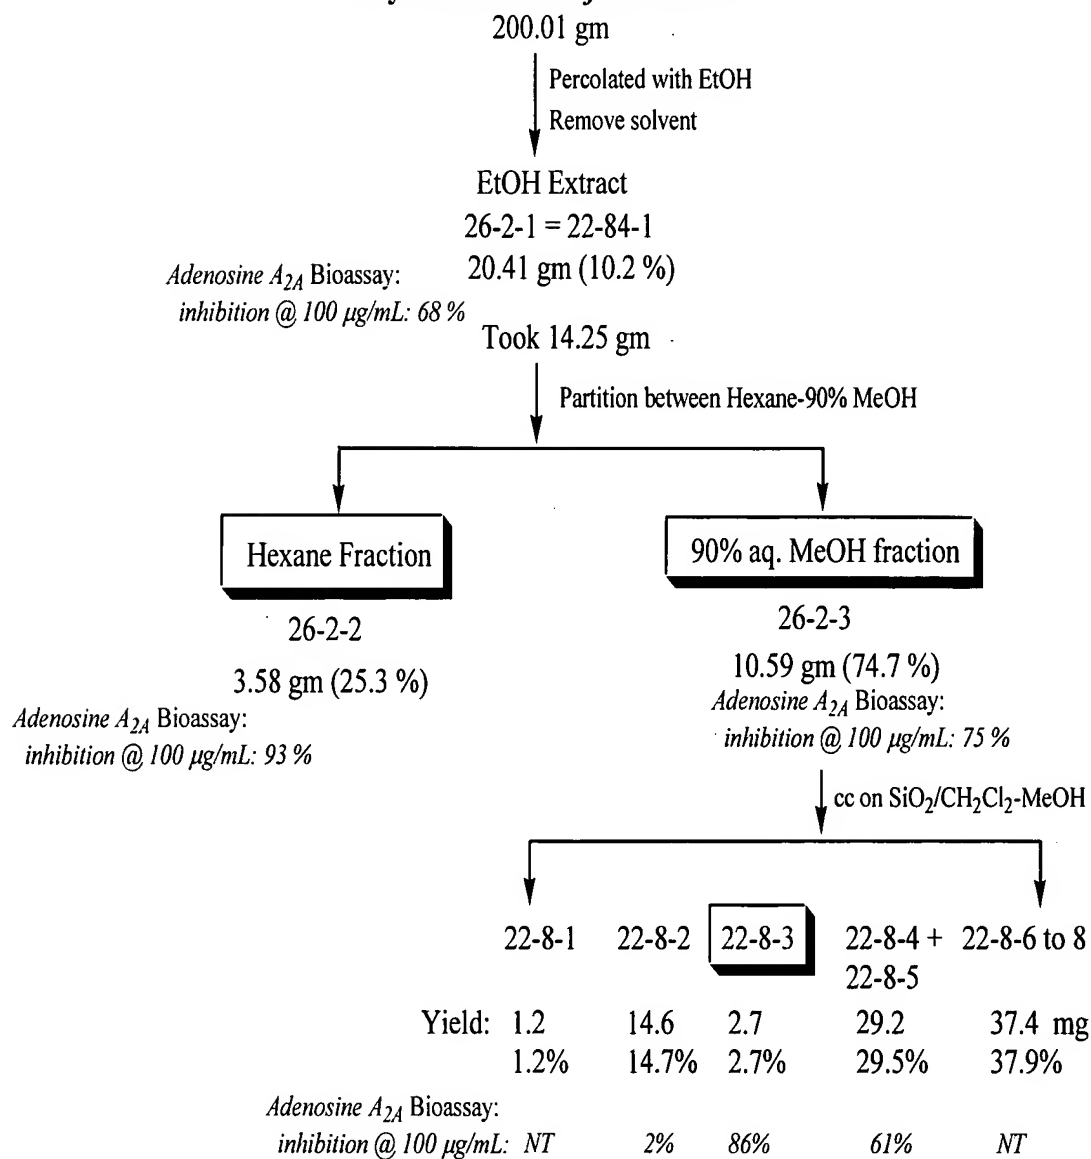 200.01 gm
Percolated with EtOH
Remove solvent
EtOH Extract
26-2-1 = 22-84-1
20.41 gm (10.2 %)
Adenosine A2A Bioassay:
inhibition @ 100 µg/mL: 68 %
Took 14.25 gm
Partition between Hexane-90% MeOH
Hexane Fraction
90% aq. MeOH fraction
26-2-2
26-2-3
3.58 gm (25.3 %)
10.59 gm (74.7 %)
Adenosine A2A Bioassay:
inhibition @ 100 µg/mL: 93 %
Adenosine A2A Bioassay:
inhibition @ 100 µg/mL: 75 %
cc on SiO2/CH2Cl2-MeOH
22-8-1 22-8-2 22-8-3 22-8-4 + 22-8-6 to 8
22-8-5
Yield: 1.2 14.6 2.7 29.2 37.4 mg
1.2% 14.7% 2.7% 29.5% 37.9%
Adenosine A2A Bioassay:
inhibition @ 100 µg/mL: NT 2% 86% 61% NT